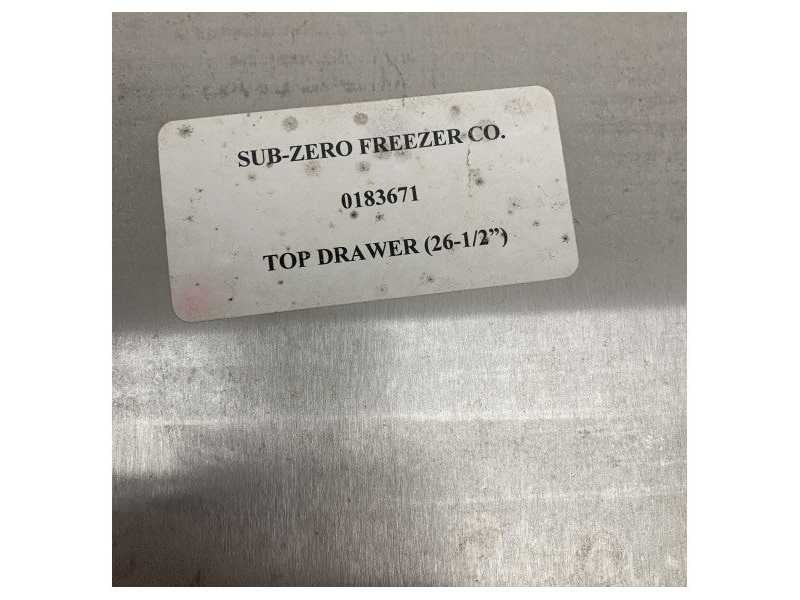 SUB-ZERO FREEZER CO.
0183671
TOP DRAWER (26-1/2”)